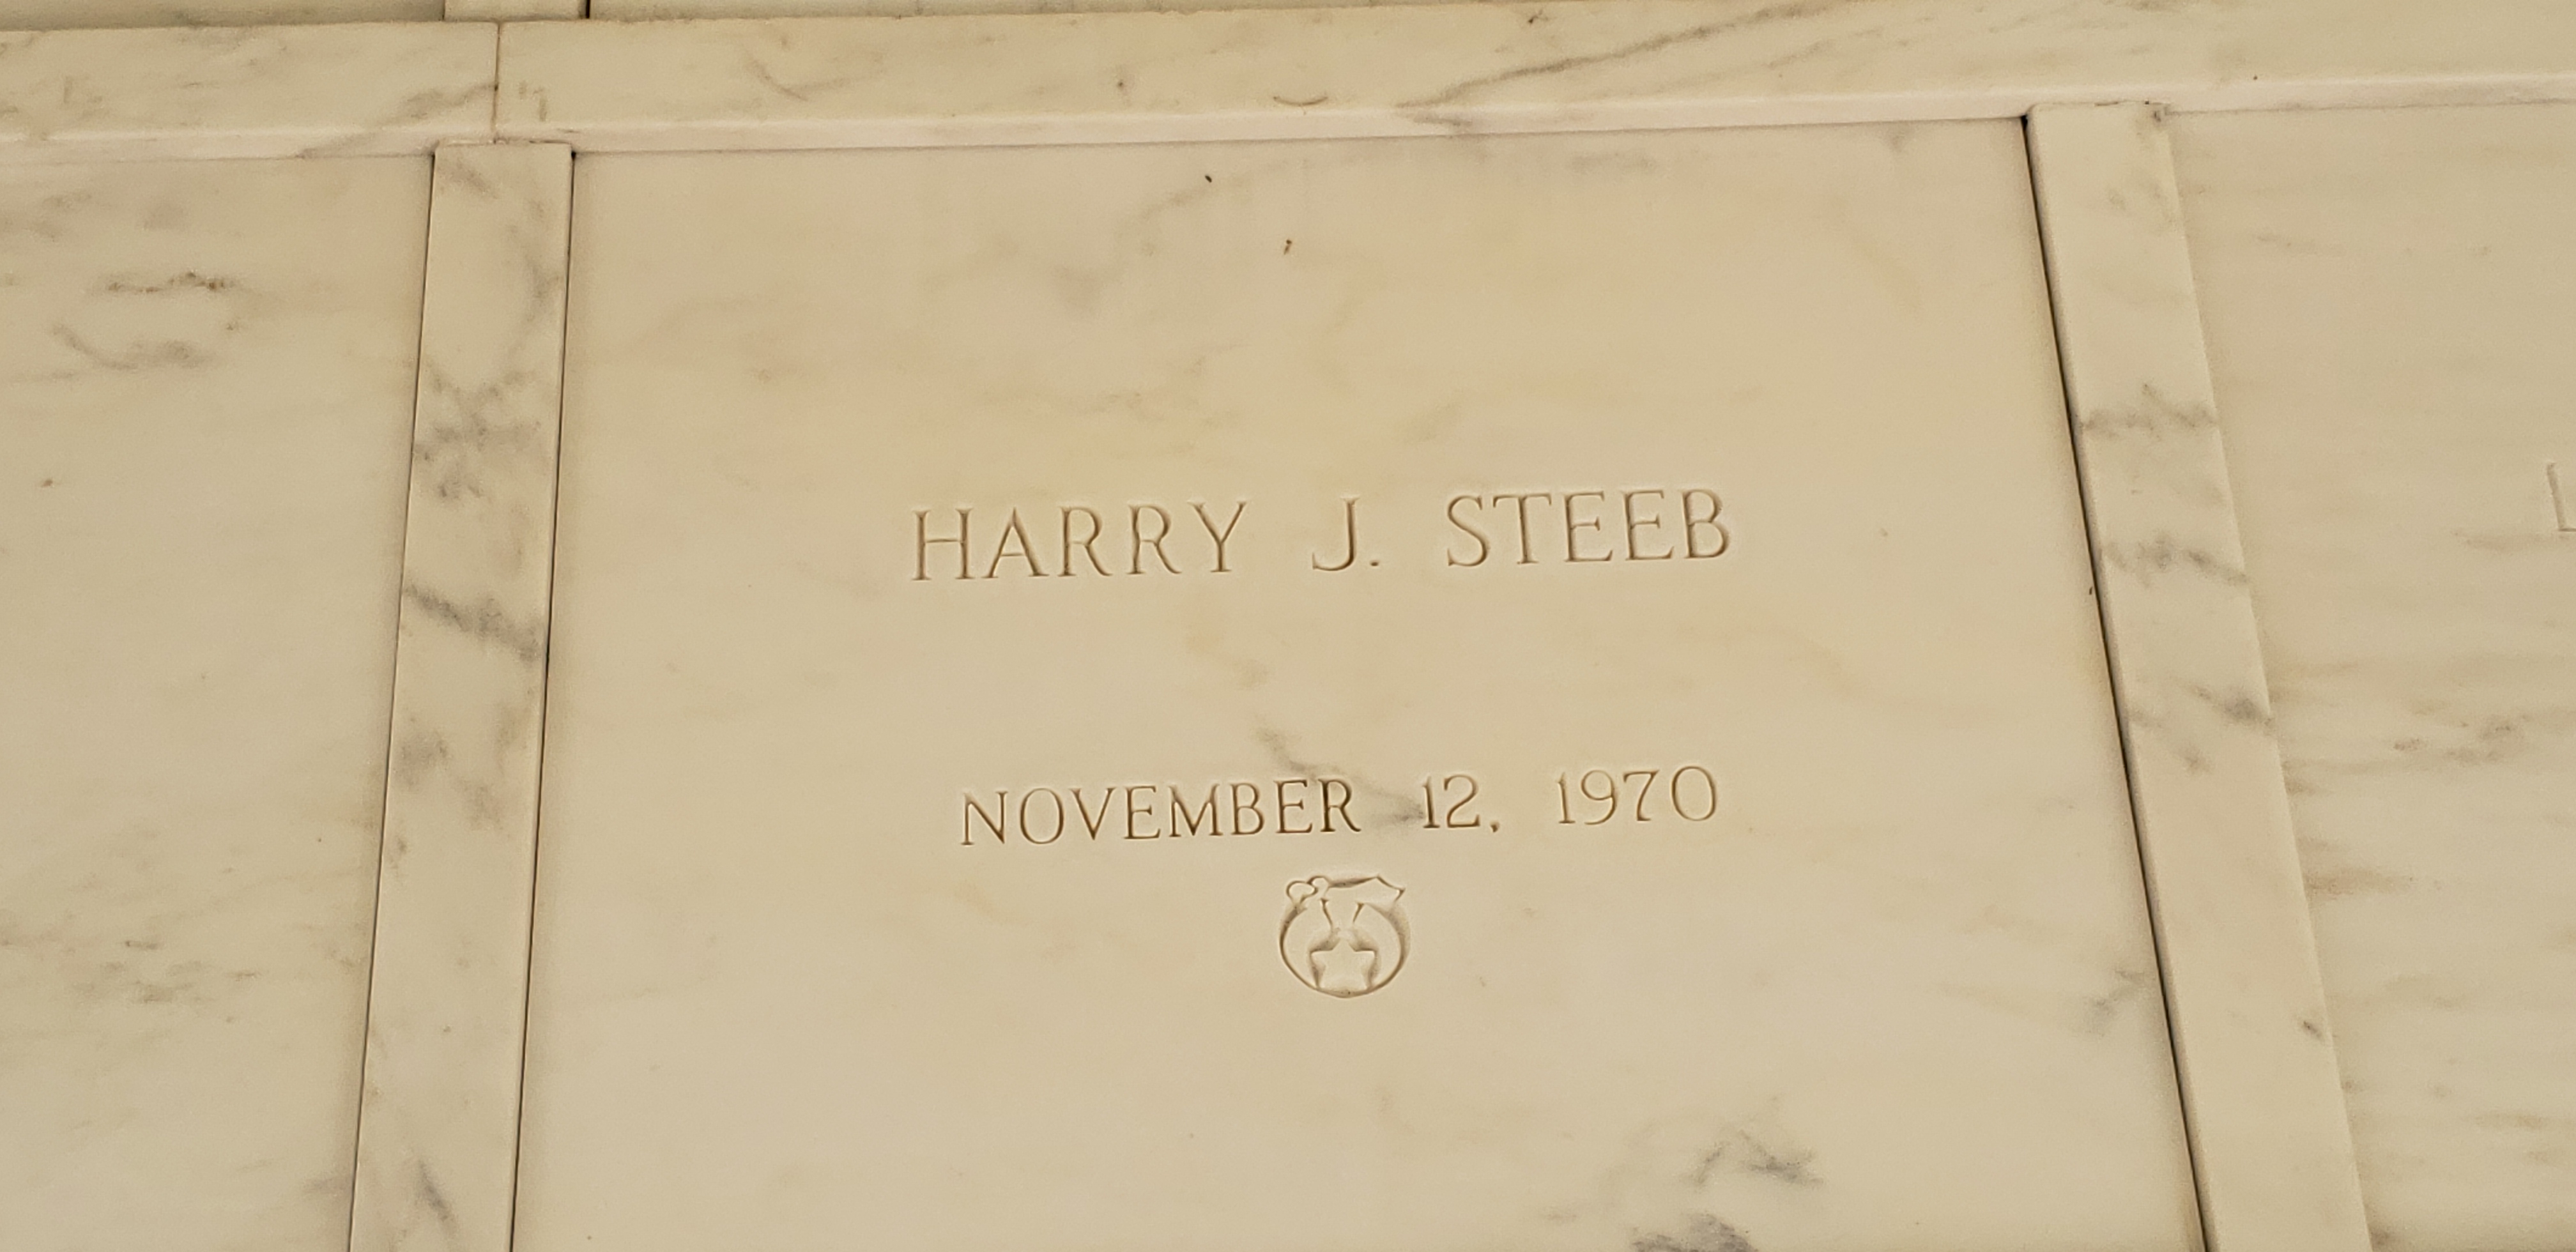 HARRY J. STEEB
NOVEMBER 12, 1970